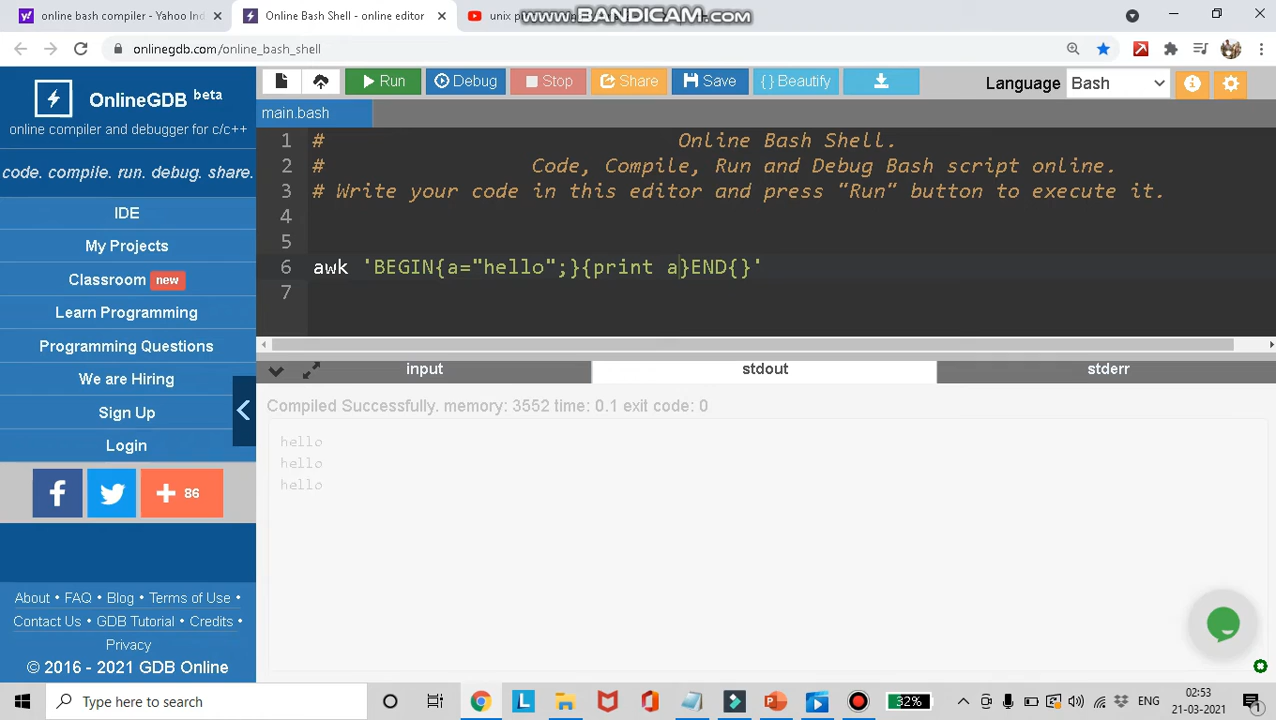 online bash compiler - Yahoo Ind
Online Bash Shell - online editor
unix p
www.BANDICAM.com
onlinegdb.com/online_bash_shell
OnlineGDB beta
online compiler and debugger for c/c++
code. compile. run. debug. share.
IDE
My Projects
Classroom new
Learn Programming
Programming Questions
We are Hiring
Sign Up
Login
f
+ 86
About • FAQ • Blog • Terms of Use •
Contact Us • GDB Tutorial • Credits •
Privacy
© 2016 - 2021 GDB Online
Run
Debug
Stop
Share
Save
{ } Beautify
Language
Bash
main.bash
1 # Online Bash Shell.
2 # Code, Compile, Run and Debug Bash script online.
3 # Write your code in this editor and press "Run" button to execute it.
4
5
6 awk 'BEGIN{a="hello";}{print a}END{}'
7
input
stdout
stderr
Compiled Successfully. memory: 3552 time: 0.1 exit code: 0
hello
hello
hello
Type here to search
L
32%
ENG
02:53
21-03-2021